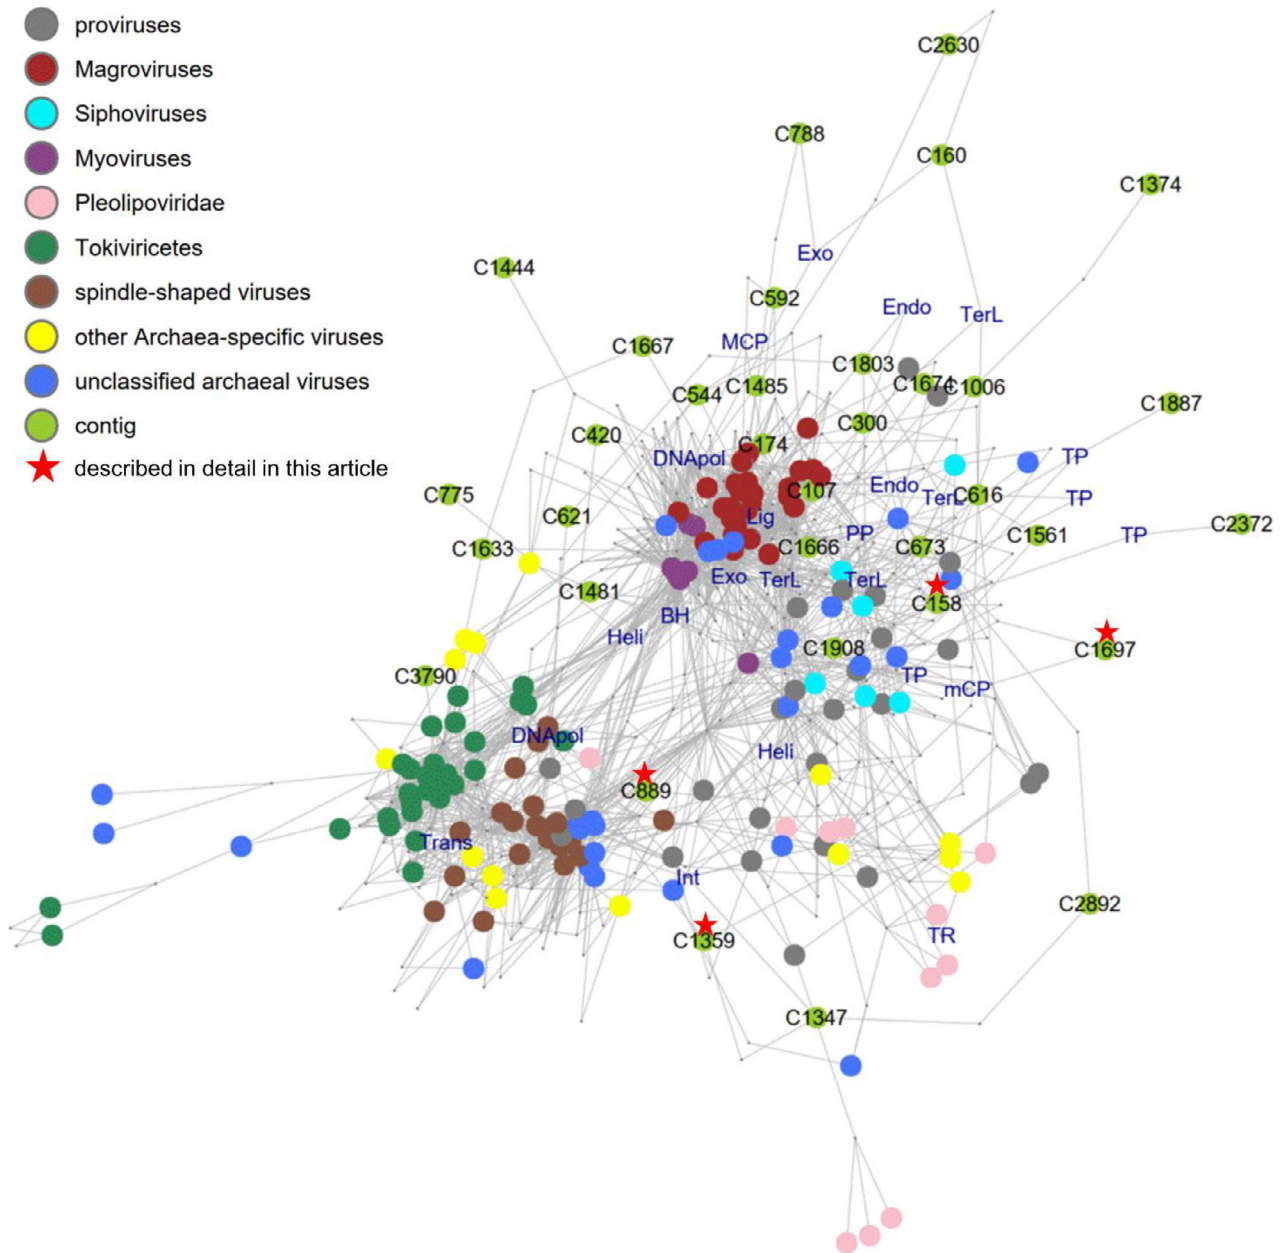 proviruses
Magroviruses
Siphoviruses
Myoviruses
Pleolipoviridae
Tokiviricetes
spindle-shaped viruses
other Archaea-specific viruses
unclassified archaeal viruses
contig
described in detail in this article
C2630
C788
C160
C1374
Exo
C1444
C592
Endo
TerL
MCP
C1667
C1803
C544
C1485
C1674
C1006
C1887
C300
C420
C174
DNApol
TP
C775
C107
Endo
TerL
C616
TP
C621
Lig
C2372
PP
C1561
TP
C1633
C1666
C673
Exo
TerL
TerL
C1481
C158
BH
Heli
C1908
C1697
C3790
TP
mCP
DNApol
Heli
C889
Trans
Int
C2892
C1359
TR
C1347